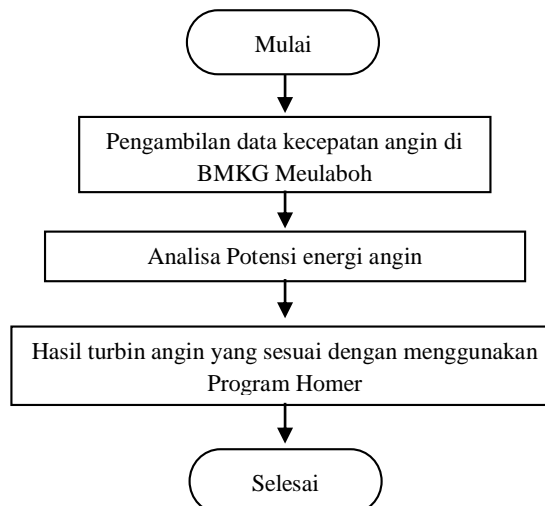 Mulai
Pengambilan data kecepatan angin di
BMKG Meulaboh
Analisa Potensi energi angin
Hasil turbin angin yang sesuai dengan menggunakan
Program Homer
Selesai